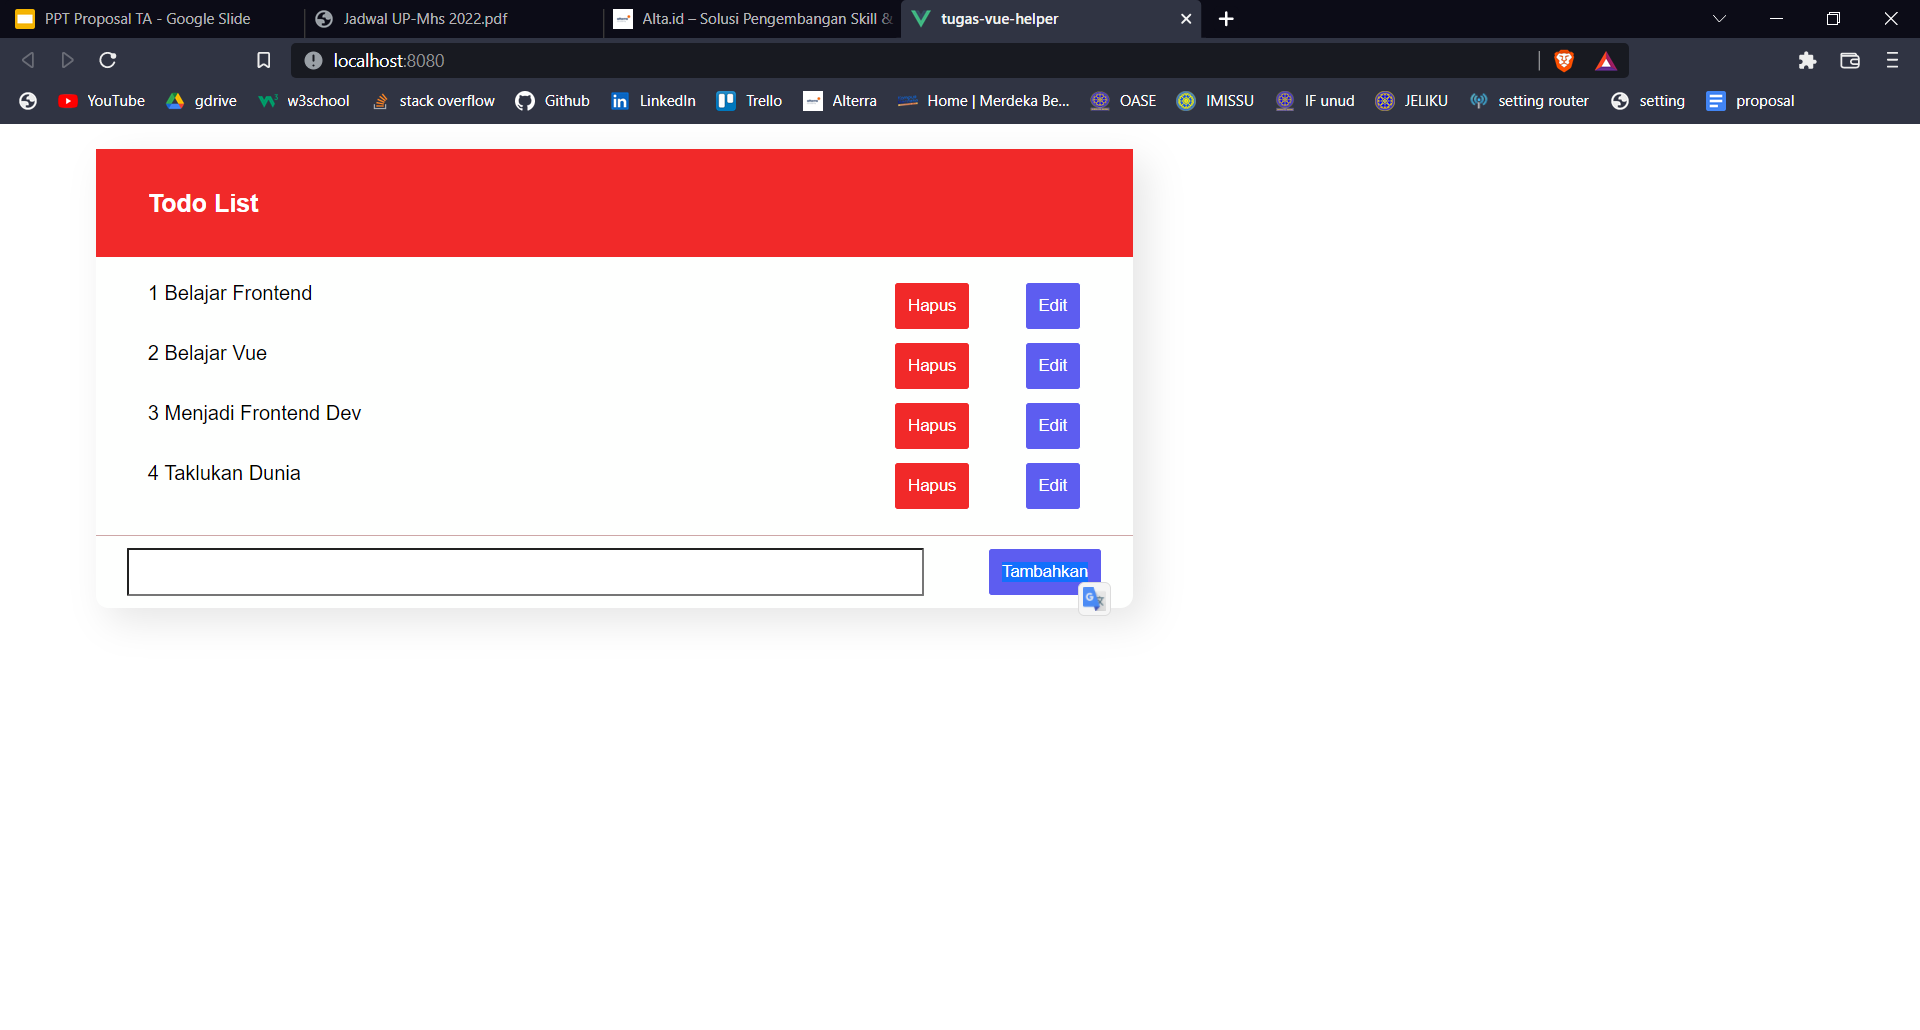 PPT Proposal TA - Google Slide
Jadwal UP-Mhs 2022.pdf
Alta.id – Solusi Pengembangan Skill &
tugas-vue-helper
localhost:8080
YouTube
gdrive
w3school
stack overflow
Github
LinkedIn
Trello
Alterra
Home | Merdeka Be...
OASE
IMISSU
IF unud
JELIKU
setting router
setting
proposal
Todo List
1 Belajar Frontend
Hapus
Edit
2 Belajar Vue
Hapus
Edit
3 Menjadi Frontend Dev
Hapus
Edit
4 Taklukan Dunia
Hapus
Edit
Tambahkan